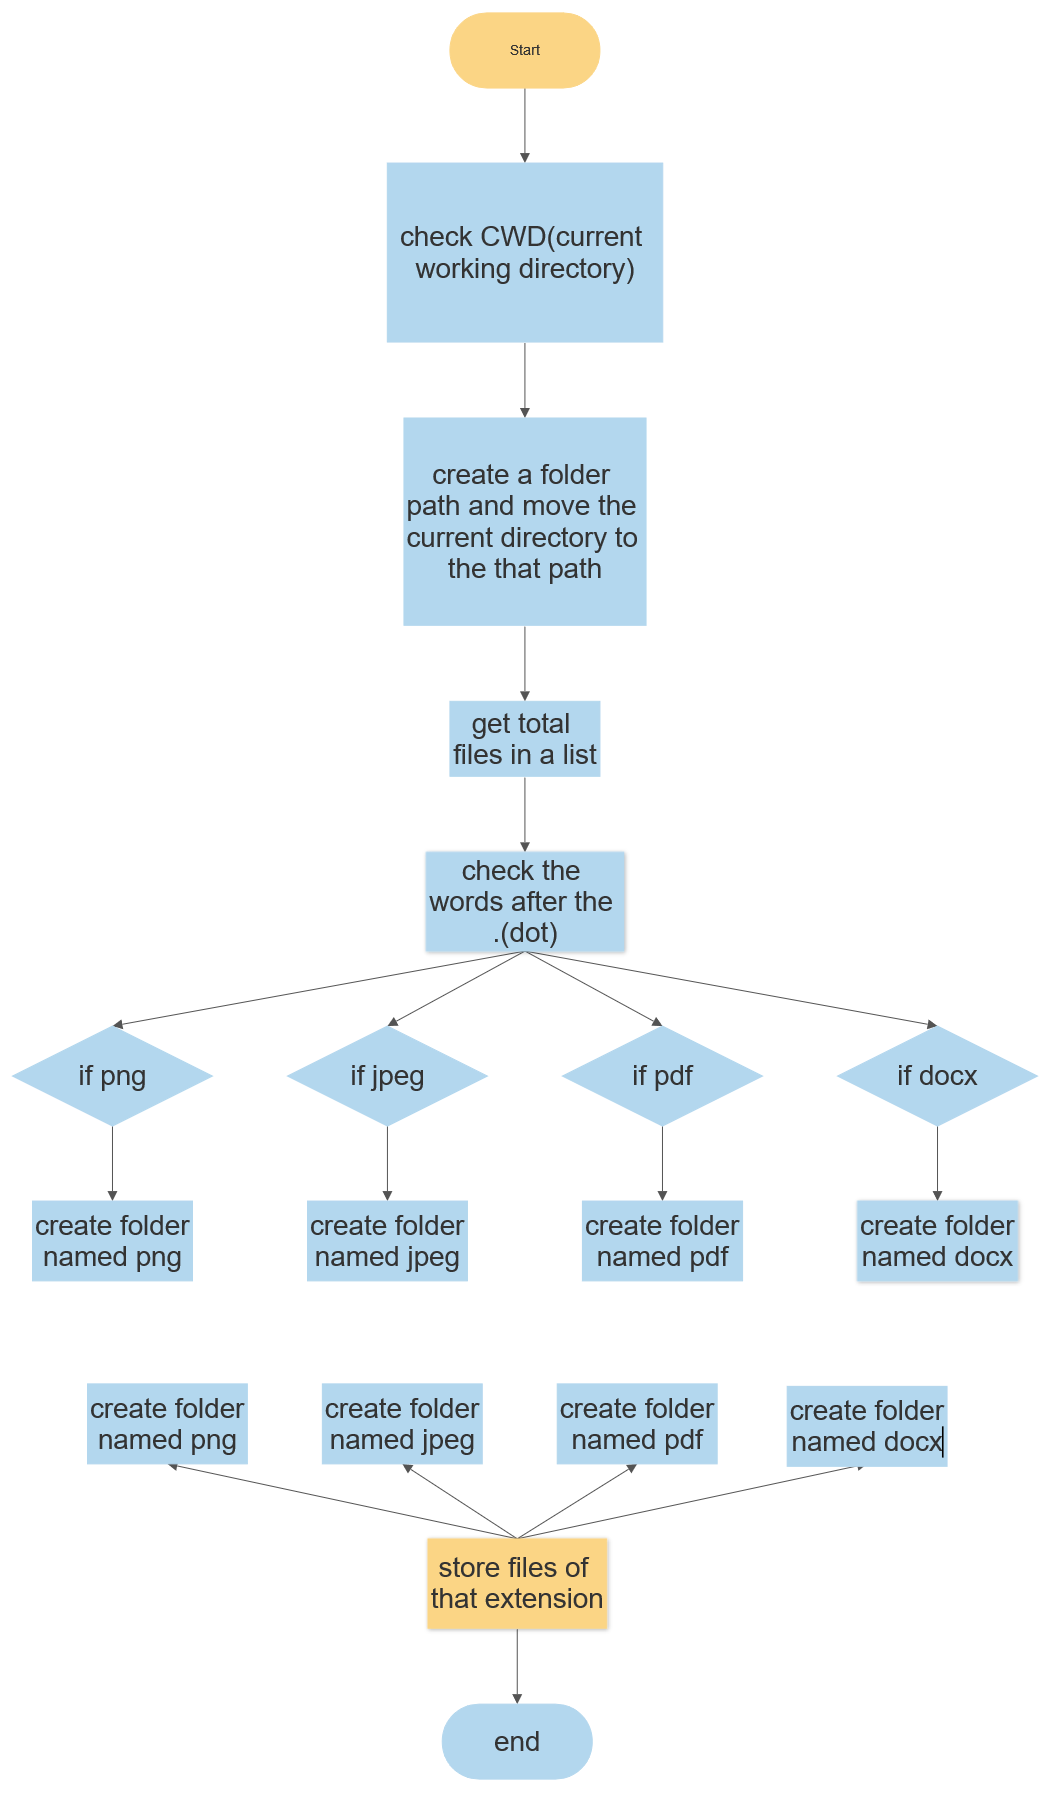 Start
check CWD(current
working directory)
create a folder
path and move the
current directory to
the that path
get total
files in a list
check the
words after the
.(dot)
if png
if jpeg
if pdf
if docx
create folder
named png
create folder
named jpeg
create folder
named pdf
create folder
named docx
create folder
named png
create folder
named jpeg
create folder
named pdf
create folder
named docx
store files of
that extension
end